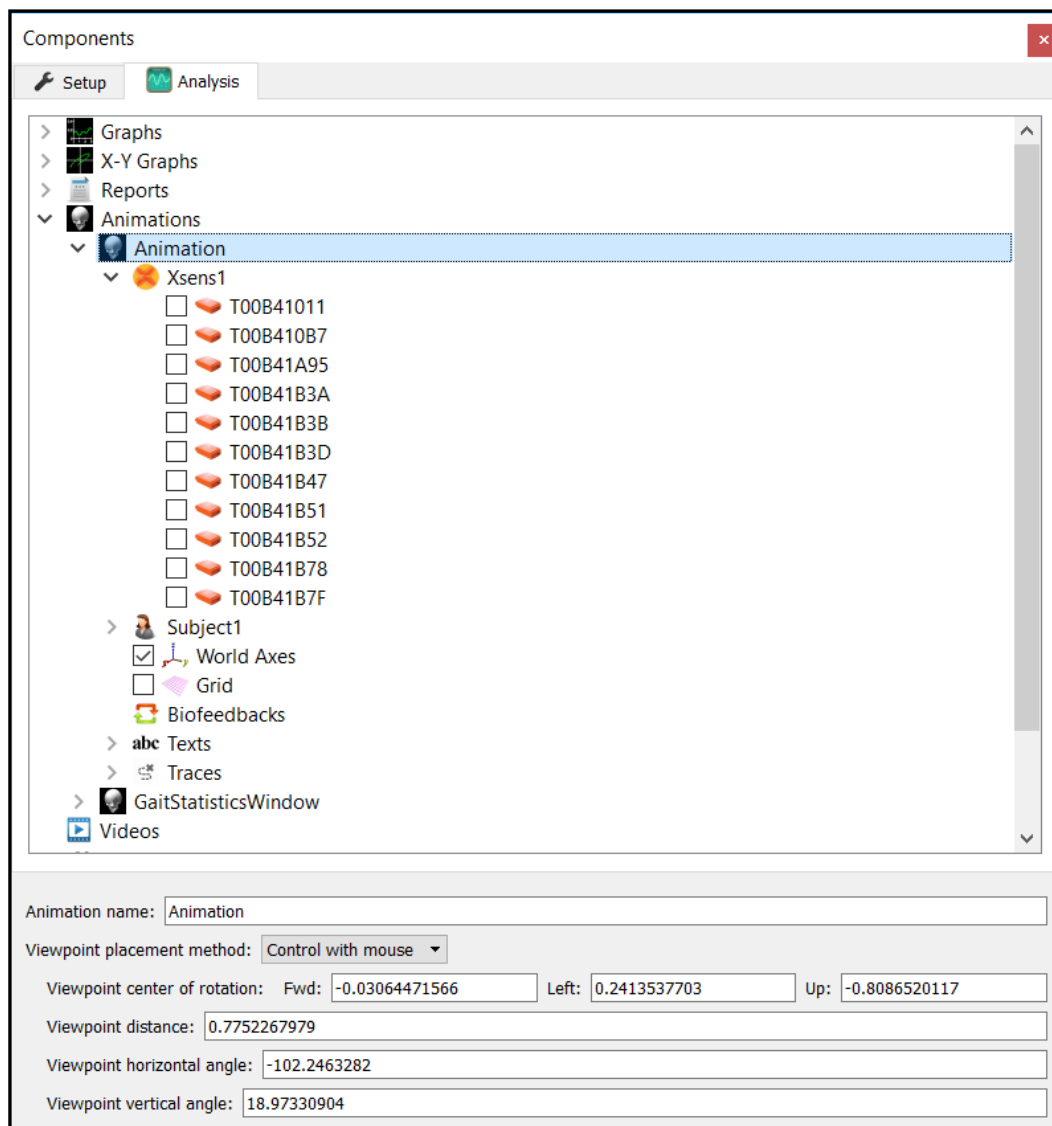 Components
Setup Analysis
Graphs
X-Y Graphs
Reports
Animations
Animation
Xsens1
T00B41011
T00B410B7
T00B41A95
T00B41B3A
T00B41B3B
T00B41B3D
T00B41B47
T00B41B51
T00B41B52
T00B41B78
T00B41B7F
Subject1
World Axes
Grid
Biofeedbacks
abc Texts
Traces
GaitStatisticsWindow
Videos
Animation name: Animation
Viewpoint placement method: Control with mouse
Viewpoint center of rotation: Fwd: -0.03064471566 Left: 0.2413537703 Up: -0.8086520117
Viewpoint distance: 0.7752267979
Viewpoint horizontal angle: -102.2463282
Viewpoint vertical angle: 18.97330904